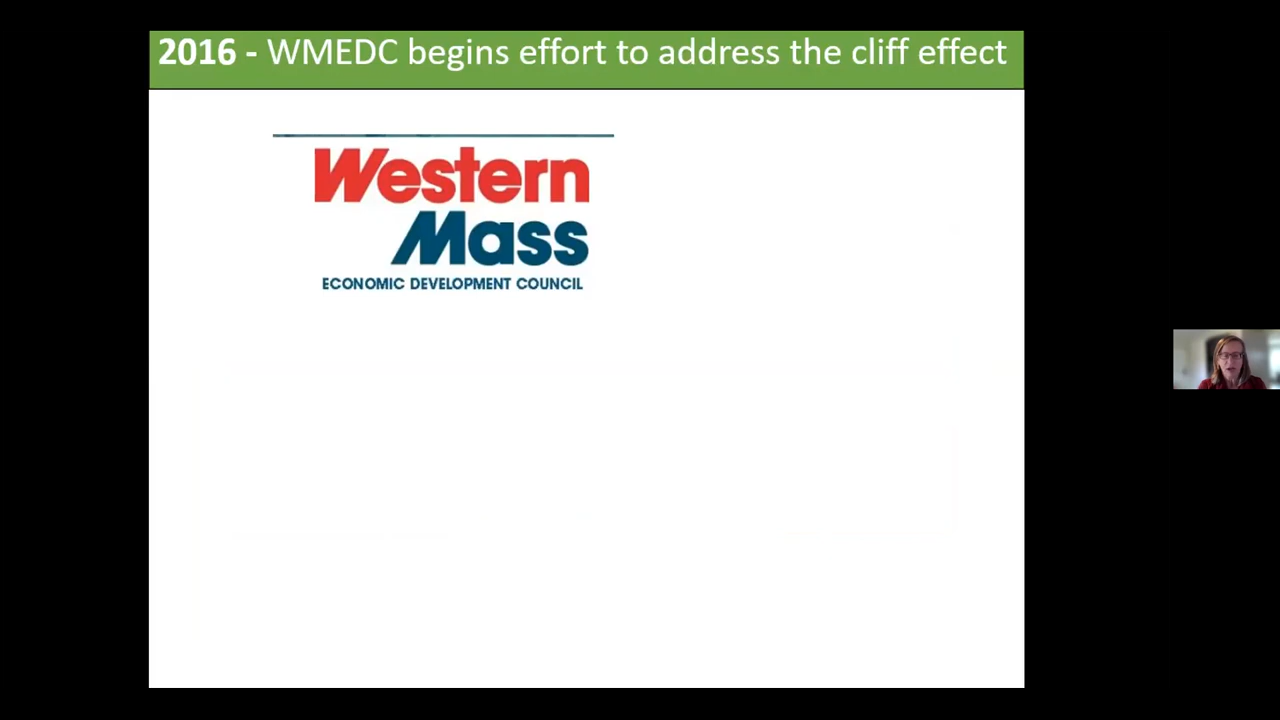 2016 - WMEDC begins effort to address the cliff effect
Western
Mass
ECONOMIC DEVELOPMENT COUNCIL